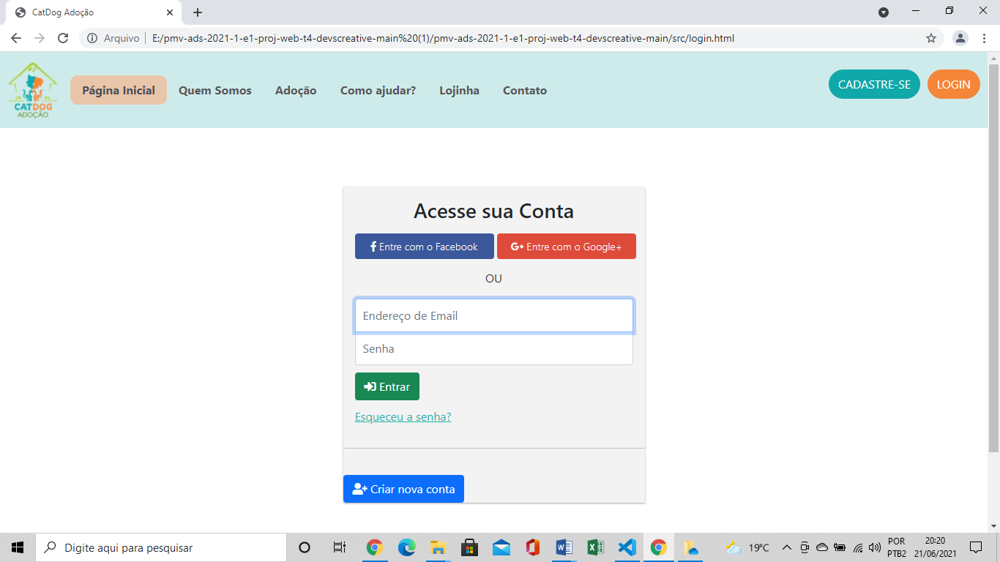 CatDog Adoção
Arquivo | E:/pmv-ads-2021-1-e1-proj-web-t4-devscreative-main%20(1)/pmv-ads-2021-1-e1-proj-web-t4-devscreative-main/src/login.html
CATDOG
ADOÇÃO
Página Inicial Quem Somos Adoção Como ajudar? Lojinha Contato CADASTRE-SE LOGIN
Acesse sua Conta
Entre com o Facebook Entre com o Google+
OU
Endereço de Email
Senha
Entrar
Esqueceu a senha?
Criar nova conta
Digite aqui para pesquisar 19°C POR 20:20
PTB2 21/06/2021